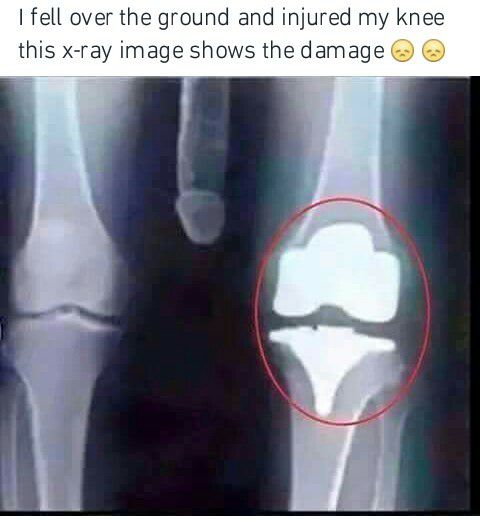 I fell over the ground and injured my knee
this x-ray image shows the damage 😞 😞